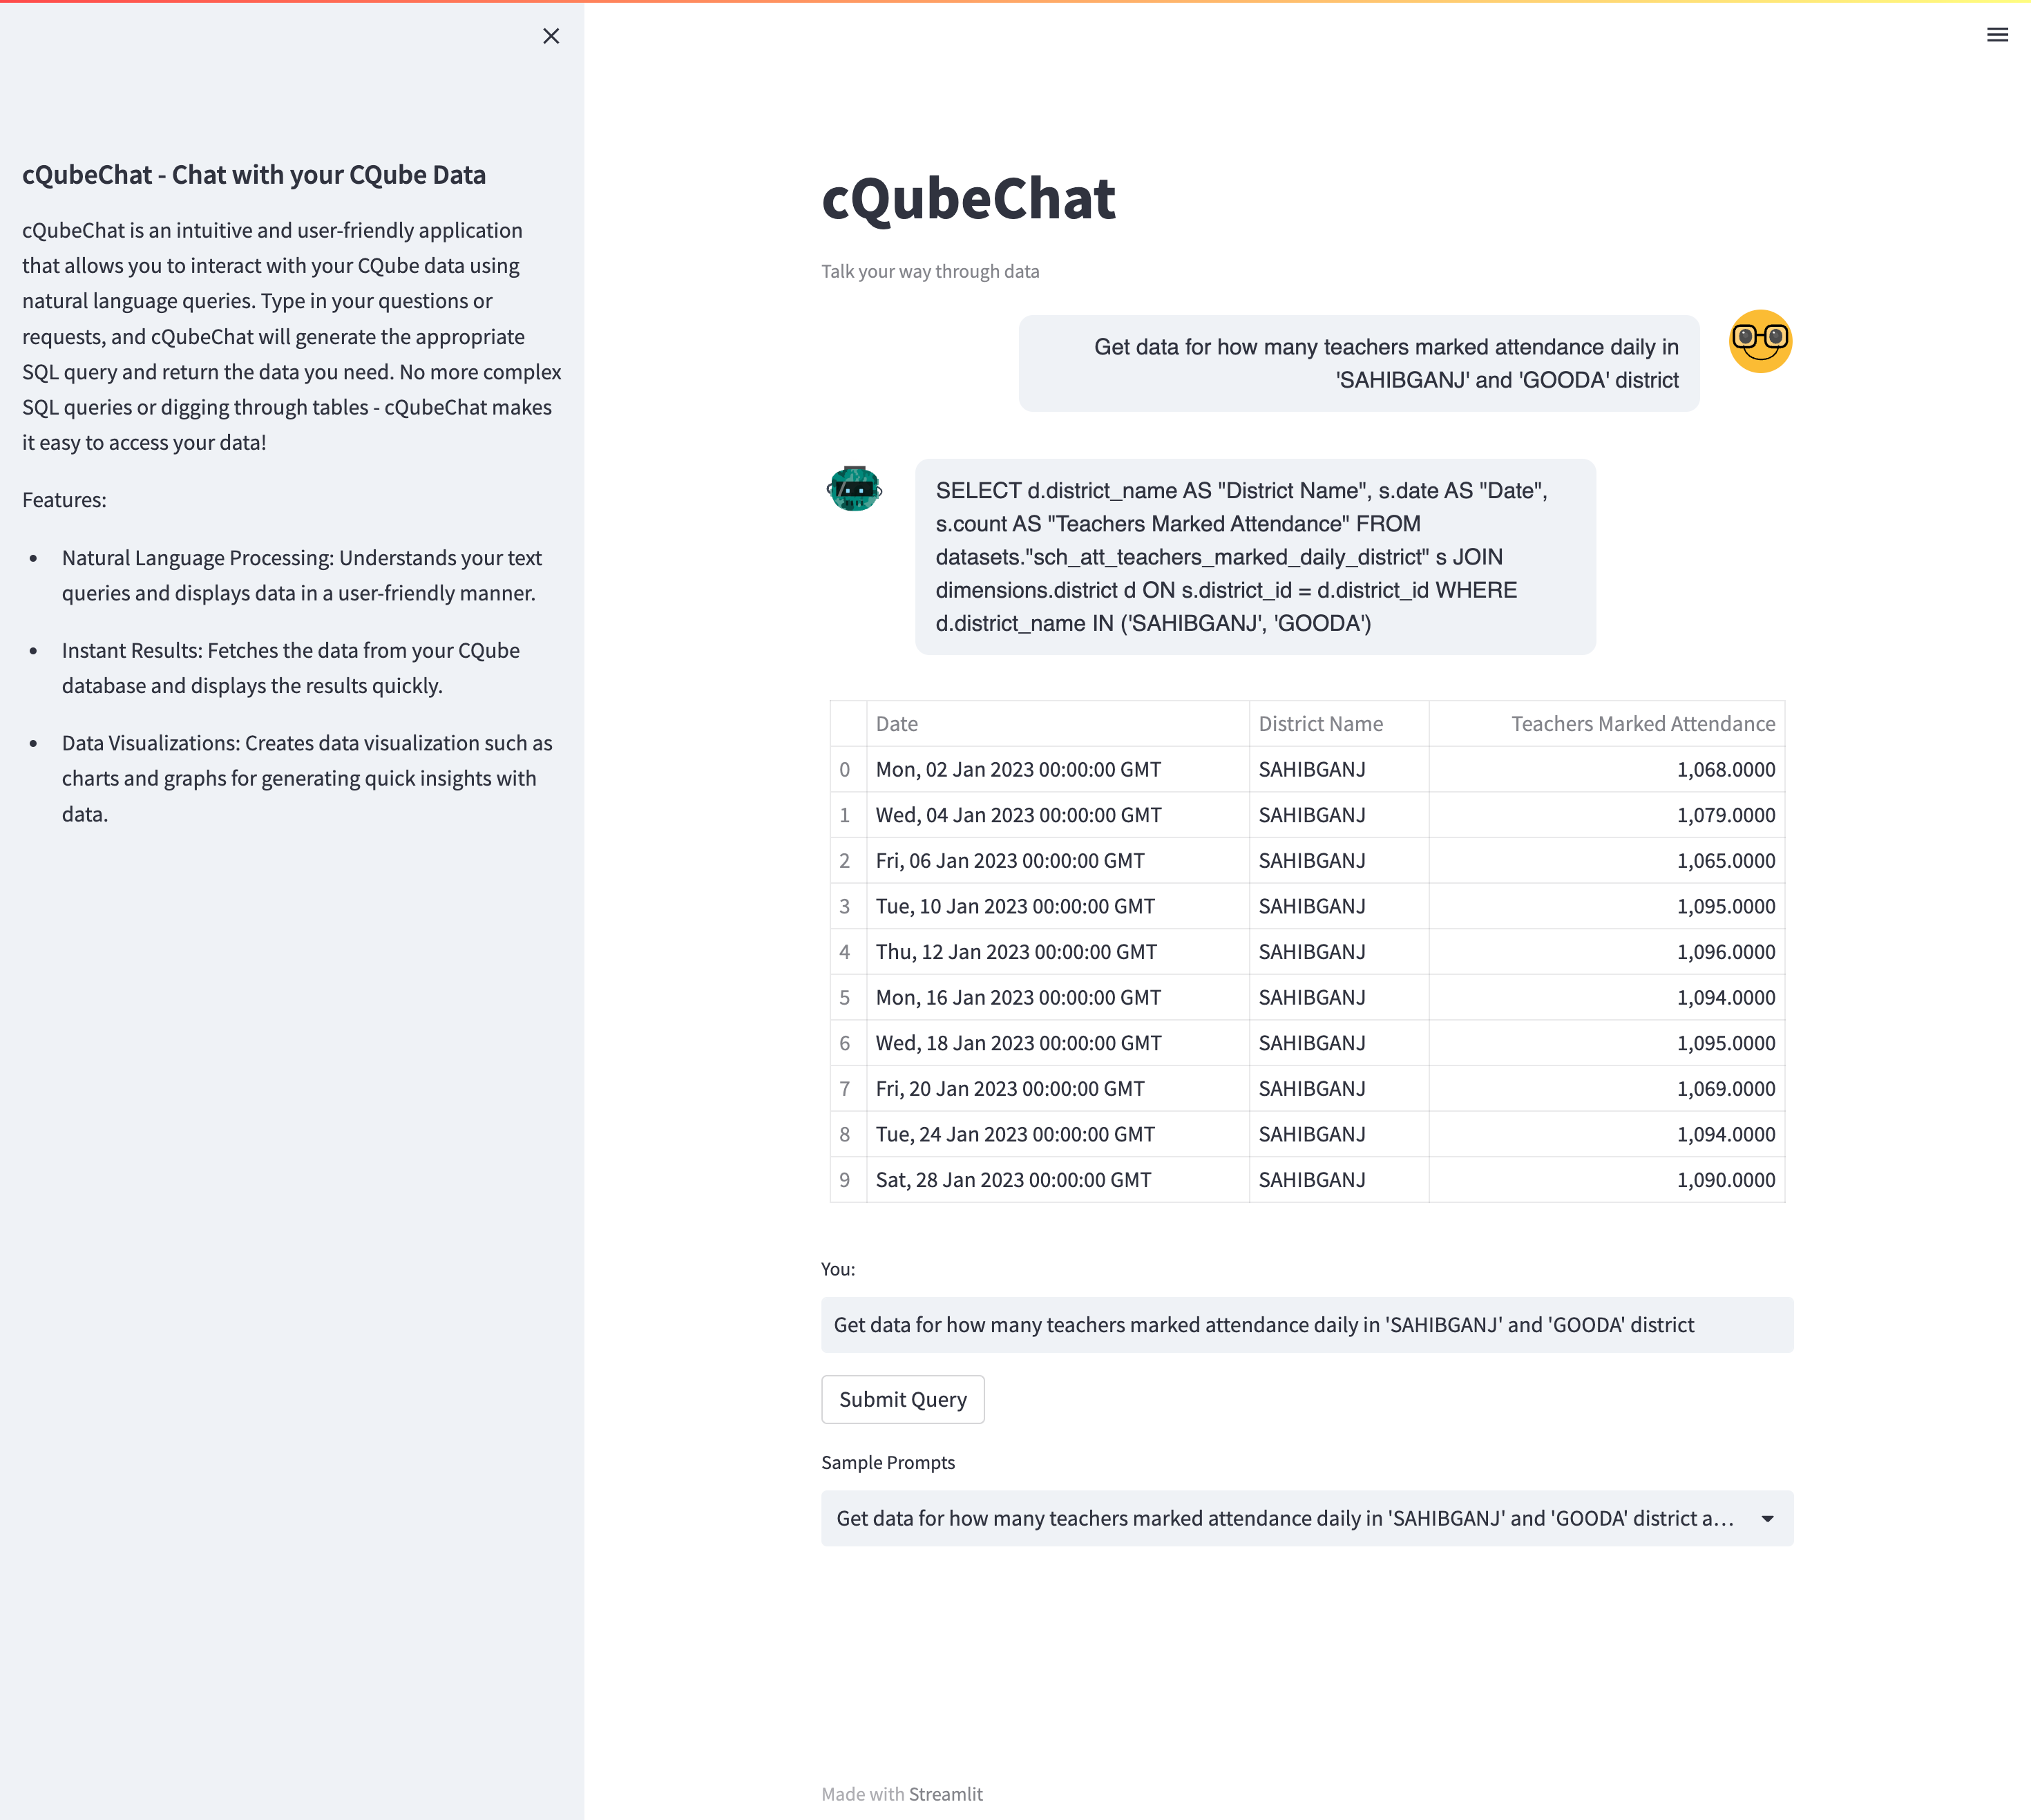 cQubeChat - Chat with your CQube Data
cQubeChat is an intuitive and user-friendly application
that allows you to interact with your CQube data using
natural language queries. Type in your questions or
requests, and cQubeChat will generate the appropriate
SQL query and return the data you need. No more complex
SQL queries or digging through tables - cQubeChat makes
it easy to access your data!
Features:
• Natural Language Processing: Understands your text
queries and displays data in a user-friendly manner.
• Instant Results: Fetches the data from your CQube
database and displays the results quickly.
• Data Visualizations: Creates data visualization such as
charts and graphs for generating quick insights with
data.
cQubeChat
Talk your way through data
Get data for how many teachers marked attendance daily in
'SAHIBGANJ' and 'GOODA' district
SELECT d.district_name AS "District Name", s.date AS "Date",
s.count AS "Teachers Marked Attendance" FROM
datasets."sch_att_teachers_marked_daily_district" s JOIN
dimensions.district d ON s.district_id = d.district_id WHERE
d.district_name IN ('SAHIBGANJ', 'GOODA')
Date District Name Teachers Marked Attendance
0 Mon, 02 Jan 2023 00:00:00 GMT SAHIBGANJ 1,068.0000
1 Wed, 04 Jan 2023 00:00:00 GMT SAHIBGANJ 1,079.0000
2 Fri, 06 Jan 2023 00:00:00 GMT SAHIBGANJ 1,065.0000
3 Tue, 10 Jan 2023 00:00:00 GMT SAHIBGANJ 1,095.0000
4 Thu, 12 Jan 2023 00:00:00 GMT SAHIBGANJ 1,096.0000
5 Mon, 16 Jan 2023 00:00:00 GMT SAHIBGANJ 1,094.0000
6 Wed, 18 Jan 2023 00:00:00 GMT SAHIBGANJ 1,095.0000
7 Fri, 20 Jan 2023 00:00:00 GMT SAHIBGANJ 1,069.0000
8 Tue, 24 Jan 2023 00:00:00 GMT SAHIBGANJ 1,094.0000
9 Sat, 28 Jan 2023 00:00:00 GMT SAHIBGANJ 1,090.0000
You:
Get data for how many teachers marked attendance daily in 'SAHIBGANJ' and 'GOODA' district
Submit Query
Sample Prompts
Get data for how many teachers marked attendance daily in 'SAHIBGANJ' and 'GOODA' district a...
Made with Streamlit